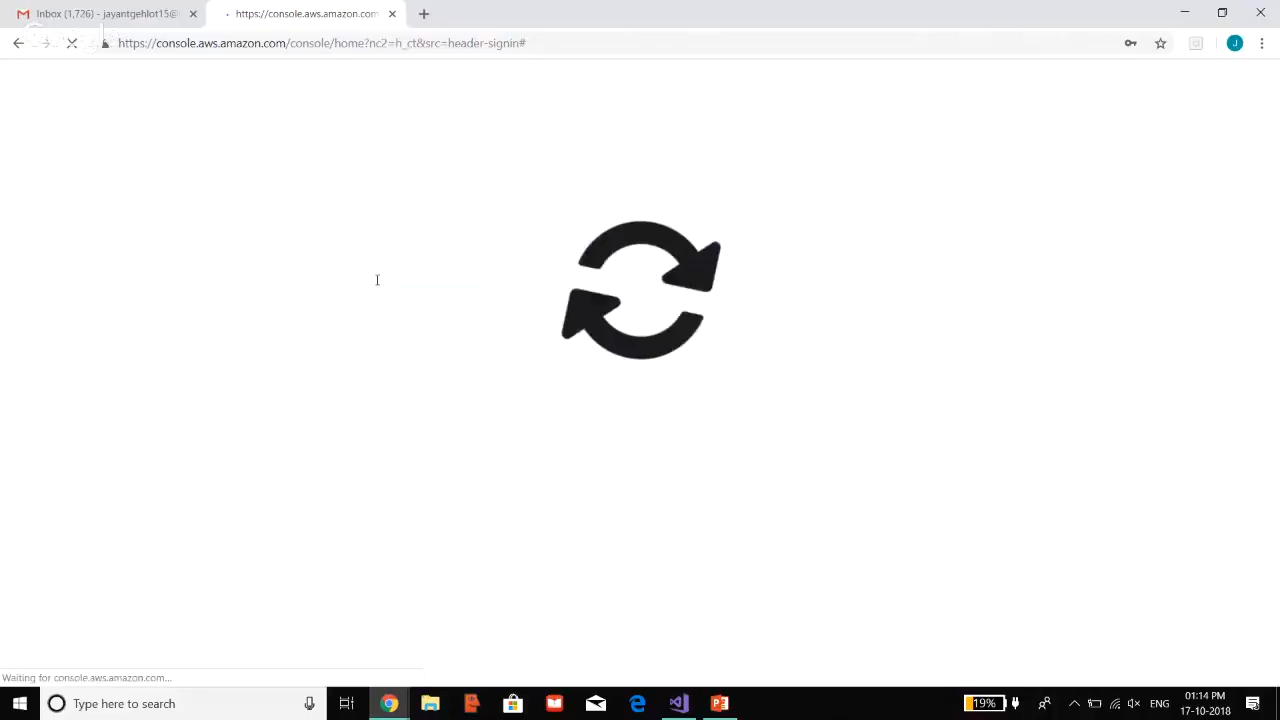 Inbox (1,726) - jayantgehlot15@
https://console.aws.amazon.com
https://console.aws.amazon.com/console/home?nc2=h_ct&src=header-signin#
J
Waiting for console.aws.amazon.com...
Type here to search
19%
ENG
01:14 PM
17-10-2018